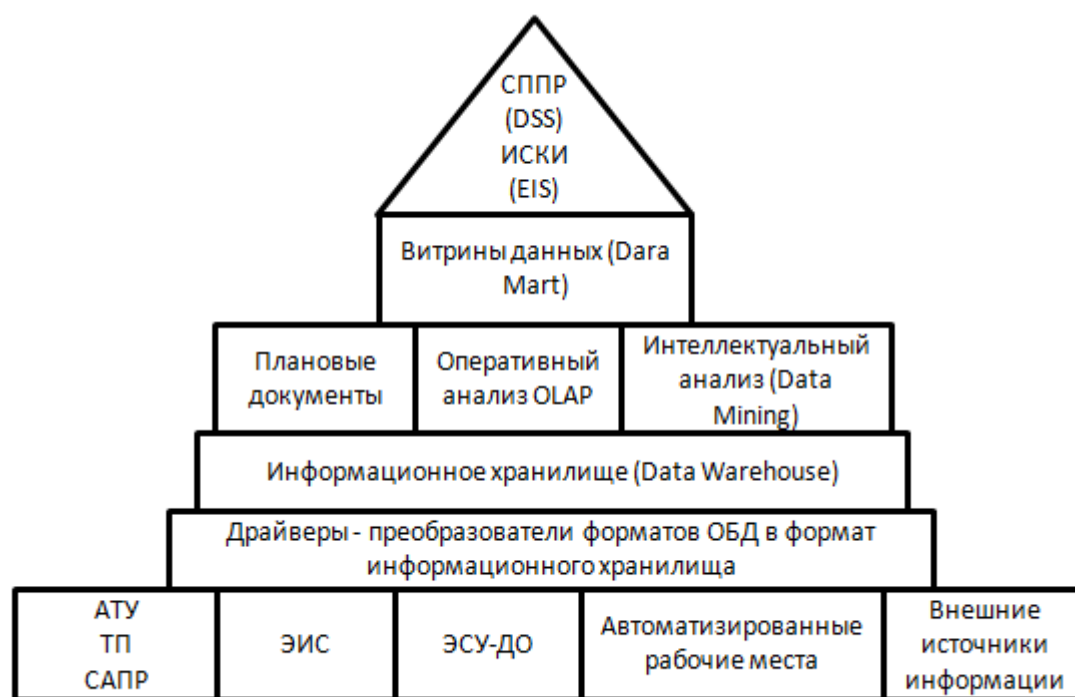 СППР
(DSS)
ИСКИ
(EIS)
Витрины данных (Dara
Mart)
Плановые
документы
Оперативный
анализ OLAP
Интеллектуальный
анализ (Data
Mining)
Информационное хранилище (Data Warehouse)
Драйверы - преобразователи форматов ОБД в формат
информационного хранилища
АТУ
ТП
САПР
ЭИС
ЭСУ-ДО
Автоматизированные
рабочие места
Внешние
источники
информации